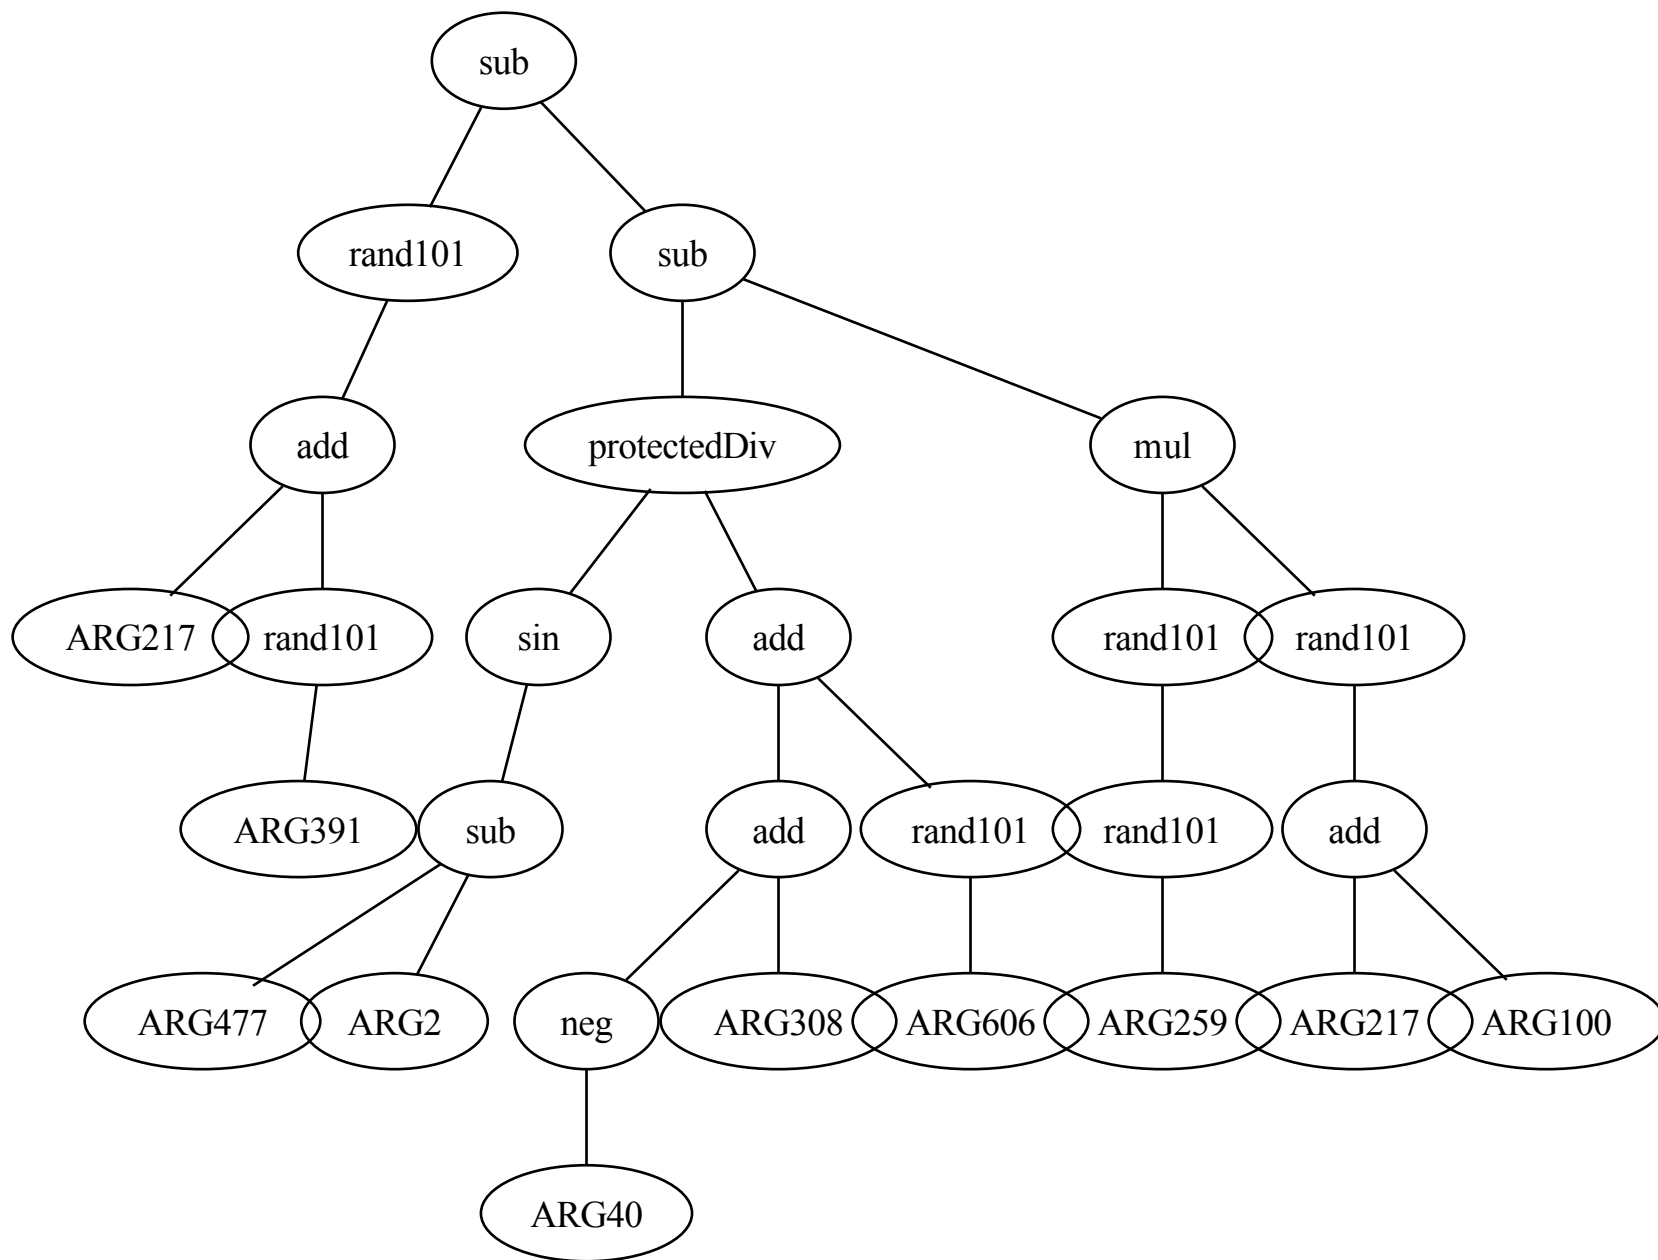 sub
rand101 sub
add protectedDiv mul
ARG217 rand101 sin add rand101 rand101
ARG391 sub add rand101 rand101 add
ARG477 ARG2 neg ARG308 ARG606 ARG259 ARG217 ARG100
ARG40